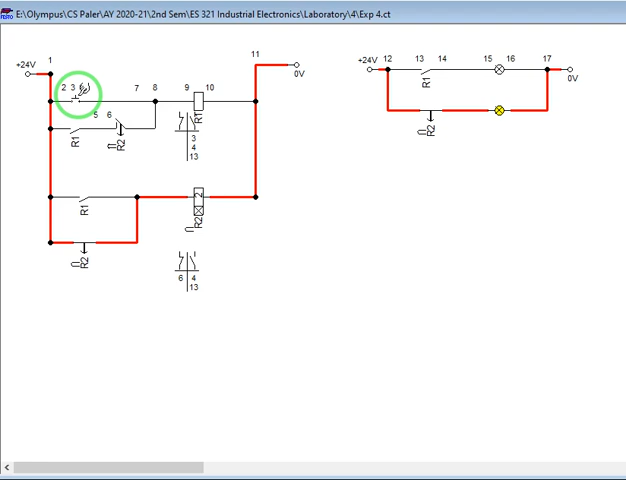 FESTO E:\Olympus\CS Paler\AY 2020-21\2nd Sem\ES 321 Industrial Electronics\Laboratory\4\Exp 4.ct
+24V 1 11 0V
2 3 7 8 9 10
R1
5 6
R1 R2
3
4
13
R1 2 R2
R2
6 4
13
+24V 12 13 14 15 16 17 0V
R1
R2